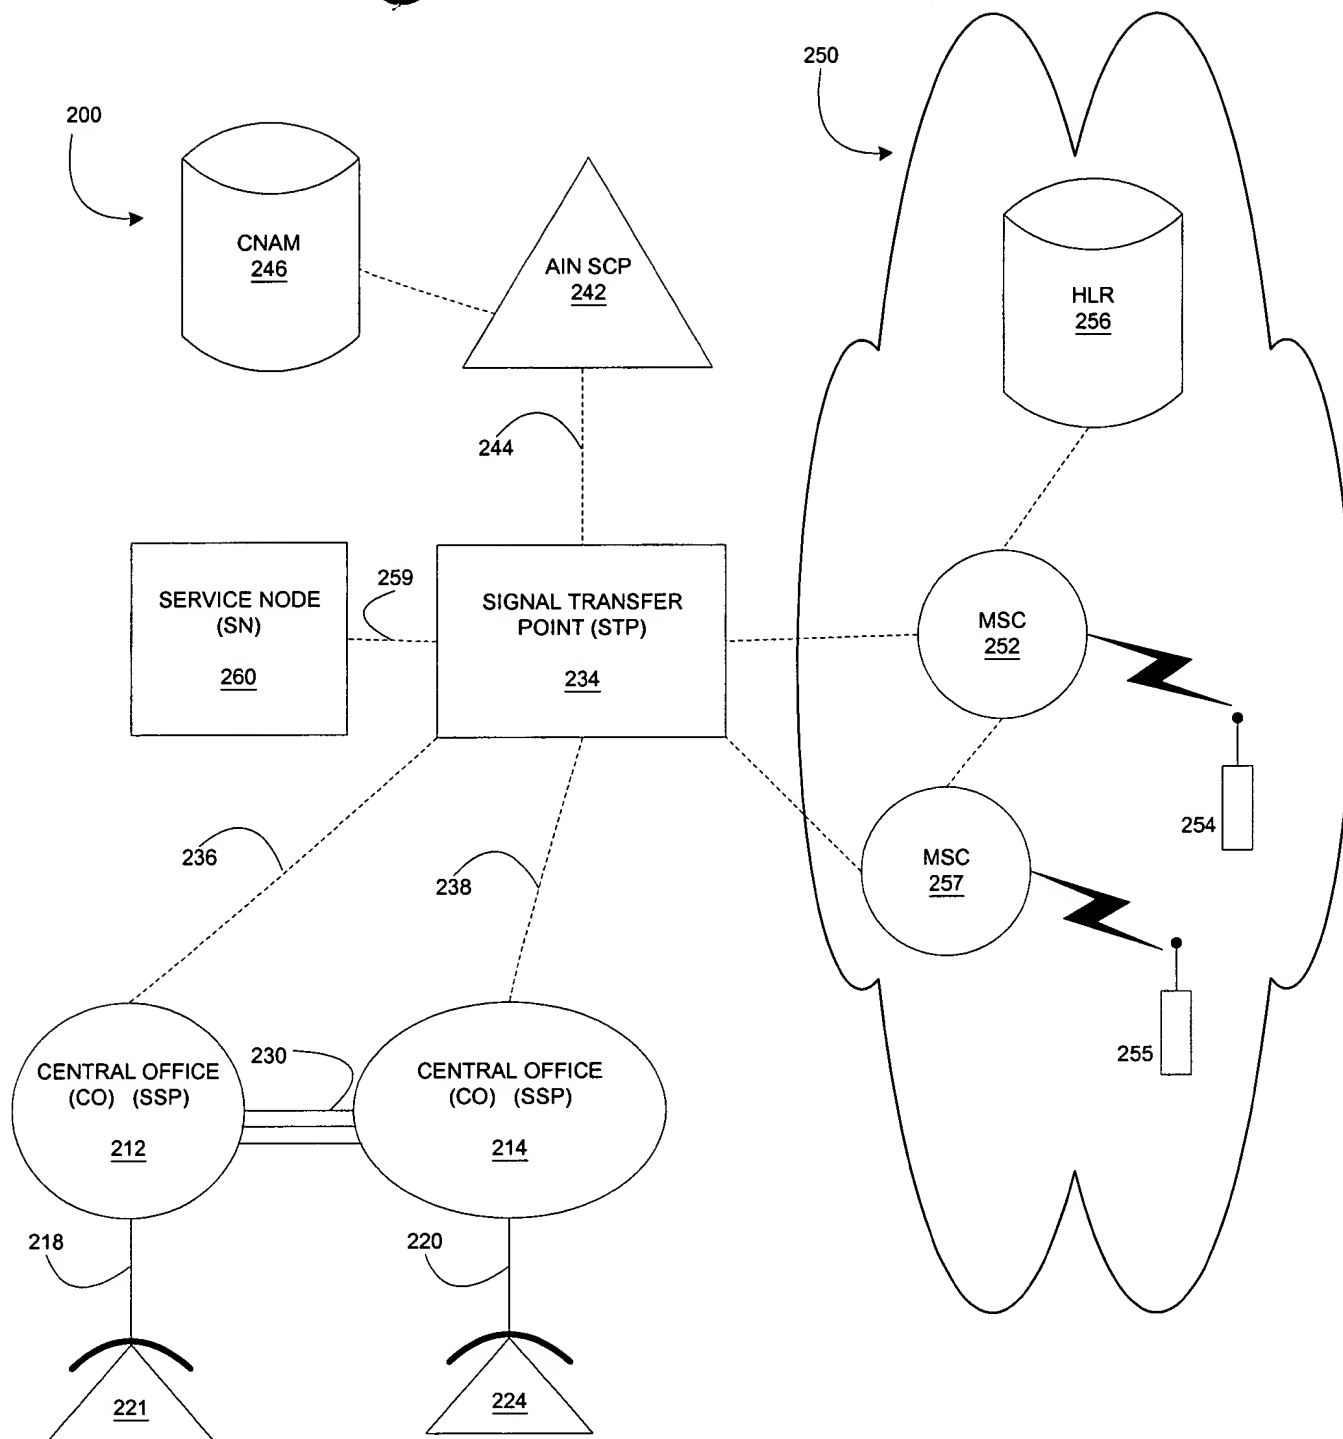 250
200
CNAM
246
AIN SCP
242
HLR
256
244
259
SERVICE NODE
(SN)
260
SIGNAL TRANSFER
POINT (STP)
234
MSC
252
254
236
238
MSC
257
255
230
CENTRAL OFFICE
(CO) (SSP)
212
CENTRAL OFFICE
(CO) (SSP)
214
218
220
221
224